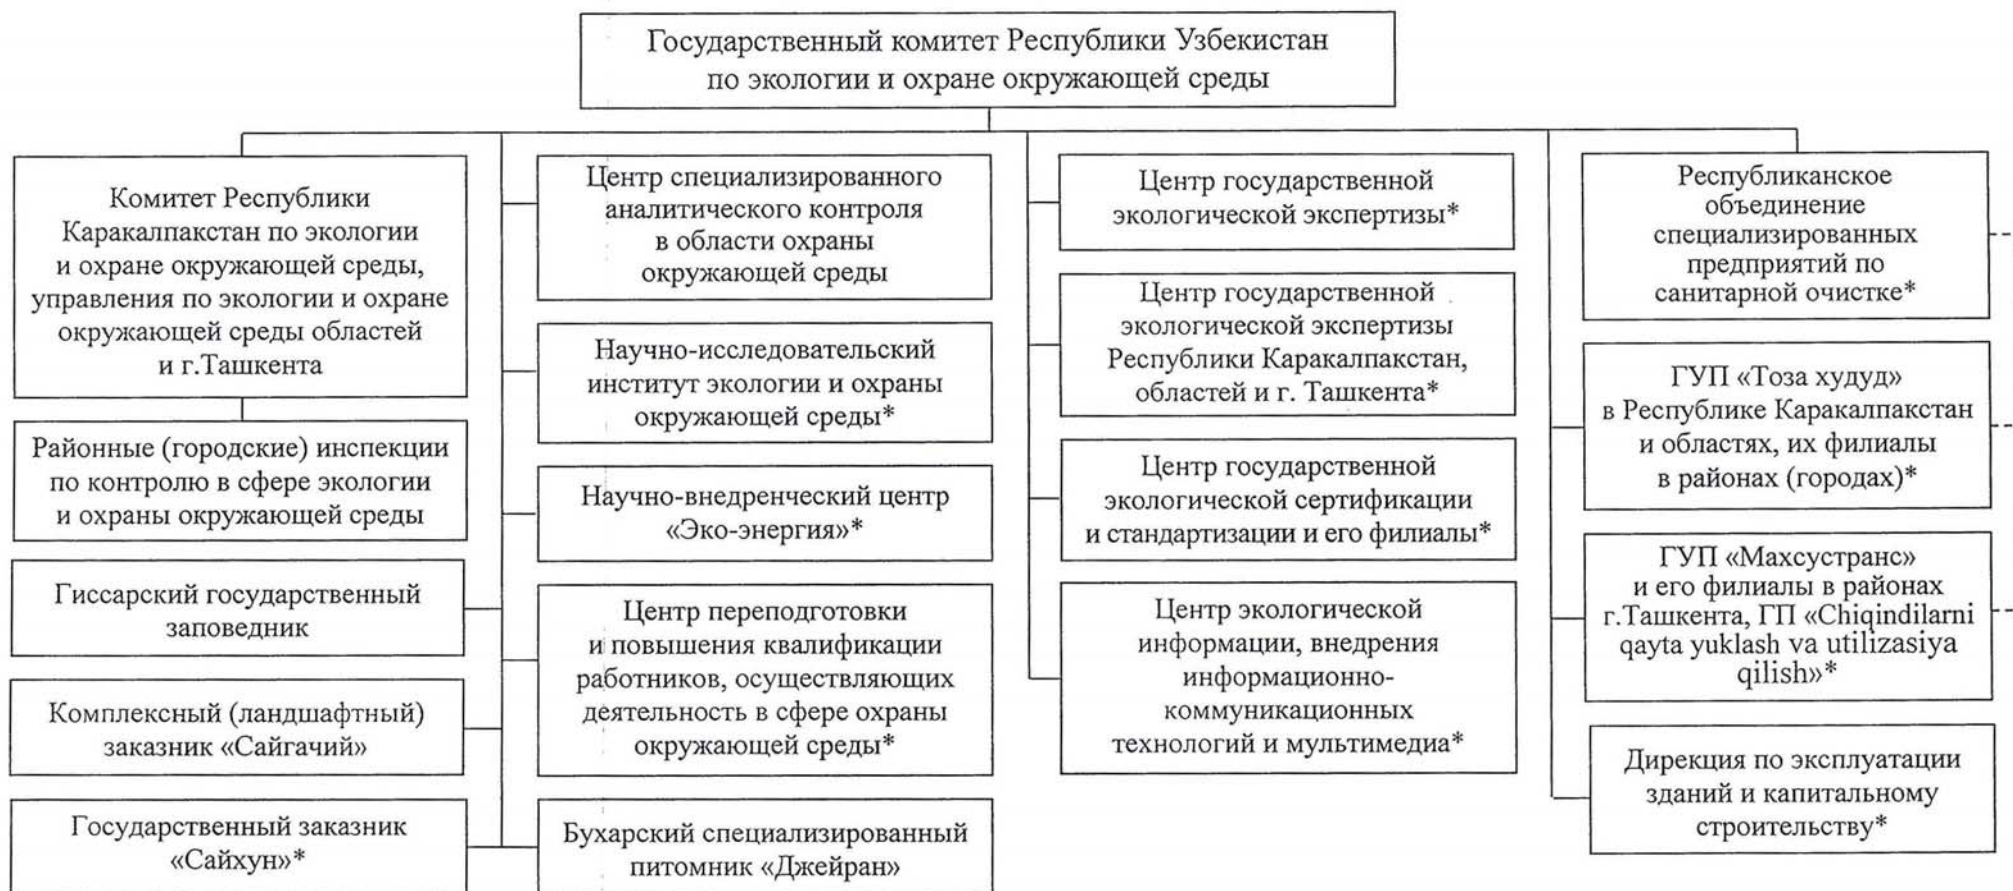 Государственный комитет Республики Узбекистан
по экологии и охране окружающей среды
Комитет Республики
Каракалпакстан по экологии
и охране окружающей среды,
управления по экологии и охране
окружающей среды областей
и г.Ташкента
Районные (городские) инспекции
по контролю в сфере экологии
и охраны окружающей среды
Гиссарский государственный
заповедник
Комплексный (ландшафтный)
заказник «Сайгачий»
Государственный заказник
«Сайхун»*
Центр специализированного
аналитического контроля
в области охраны
окружающей среды
Научно-исследовательский
институт экологии и охраны
окружающей среды*
Научно-внедренческий центр
«Эко-энергия»*
Центр переподготовки
и повышения квалификации
работников, осуществляющих
деятельность в сфере охраны
окружающей среды*
Бухарский специализированный
питомник «Джейран»
Центр государственной
экологической экспертизы*
Центр государственной
экологической экспертизы
Республики Каракалпакстан,
областей и г. Ташкента*
Центр государственной
экологической сертификации
и стандартизации и его филиалы*
Центр экологической
информации, внедрения
информационно-
коммуникационных
технологий и мультимедиа*
Республиканское
объединение
специализированных
предприятий по
санитарной очистке*
ГУП «Тоза худуд»
в Республике Каракалпакстан
и областях, их филиалы
в районах (городах)*
ГУП «Махсустранс»
и его филиалы в районах
г.Ташкента, ГП «Chiqindilarni
qayta yuklash va utilizasiya
qilish»*
Дирекция по эксплуатации
зданий и капитальному
строительству*